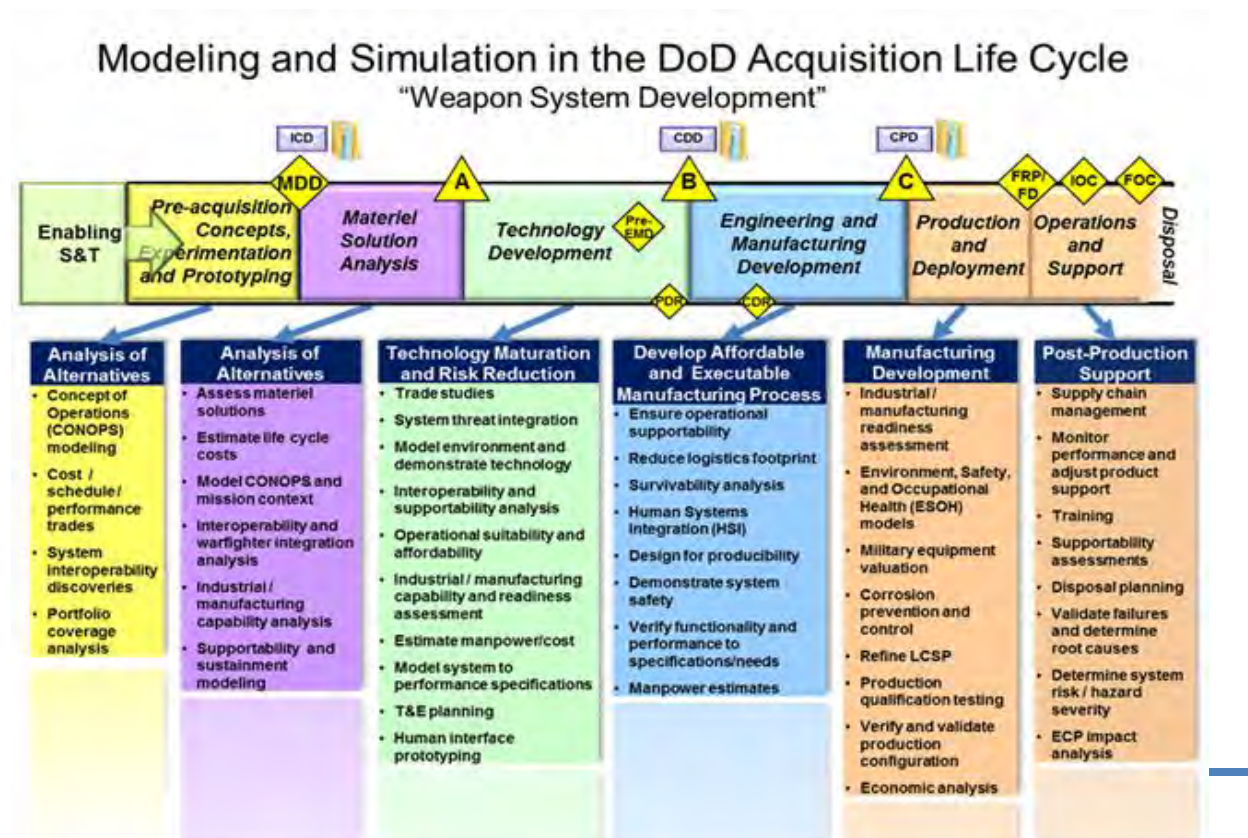 Modeling and Simulation in the DoD Acquisition Life Cycle
“Weapon System Development”
ICD
CDD
CPD
MDD
A
B
C
FRP/
FD
IOC
FOC
Enabling
S&T
Pre-acquisition
Concepts,
Experimentation
and Prototyping
Materiel
Solution
Analysis
Technology
Development
Pre-
EMD
Engineering and
Manufacturing
Development
Production
and
Deployment
Operations
and
Support
Disposal
PDR
CDR
Analysis of
Alternatives
• Concept of
Operations
(CONOPS)
modeling
• Cost /
schedule /
performance
trades
• System
interoperability
discoveries
• Portfolio
coverage
analysis
Analysis of
Alternatives
• Assess materiel
solutions
• Estimate life cycle
costs
• Model CONOPS and
mission context
• Interoperability and
warfighter integration
analysis
• Industrial /
manufacturing
capability analysis
• Supportability and
sustainment
modeling
Technology Maturation
and Risk Reduction
• Trade studies
• System threat integration
• Model environment and
demonstrate technology
• Interoperability and
supportability analysis
• Operational suitability and
affordability
• Industrial / manufacturing
capability and readiness
assessment
• Estimate manpower/cost
• Model system to
performance specifications
• T&E planning
• Human interface
prototyping
Develop Affordable
and Executable
Manufacturing Process
• Ensure operational
supportability
• Reduce logistics footprint
• Survivability analysis
• Human Systems
Integration (HSI)
• Design for producibility
• Demonstrate system
safety
• Verify functionality and
performance to
specifications/needs
• Manpower estimates
Manufacturing
Development
• Industrial /
manufacturing
readiness
assessment
• Environment, Safety,
and Occupational
Health (ESOH)
models
• Military equipment
valuation
• Corrosion
prevention and
control
• Refine LCSP
• Production
qualification testing
• Verify and validate
production
configuration
• Economic analysis
Post-Production
Support
• Supply chain
management
• Monitor
performance and
adjust product
support
• Training
• Supportability
assessments
• Disposal planning
• Validate failures
and determine
root causes
• Determine system
risk / hazard
severity
• ECP impact
analysis